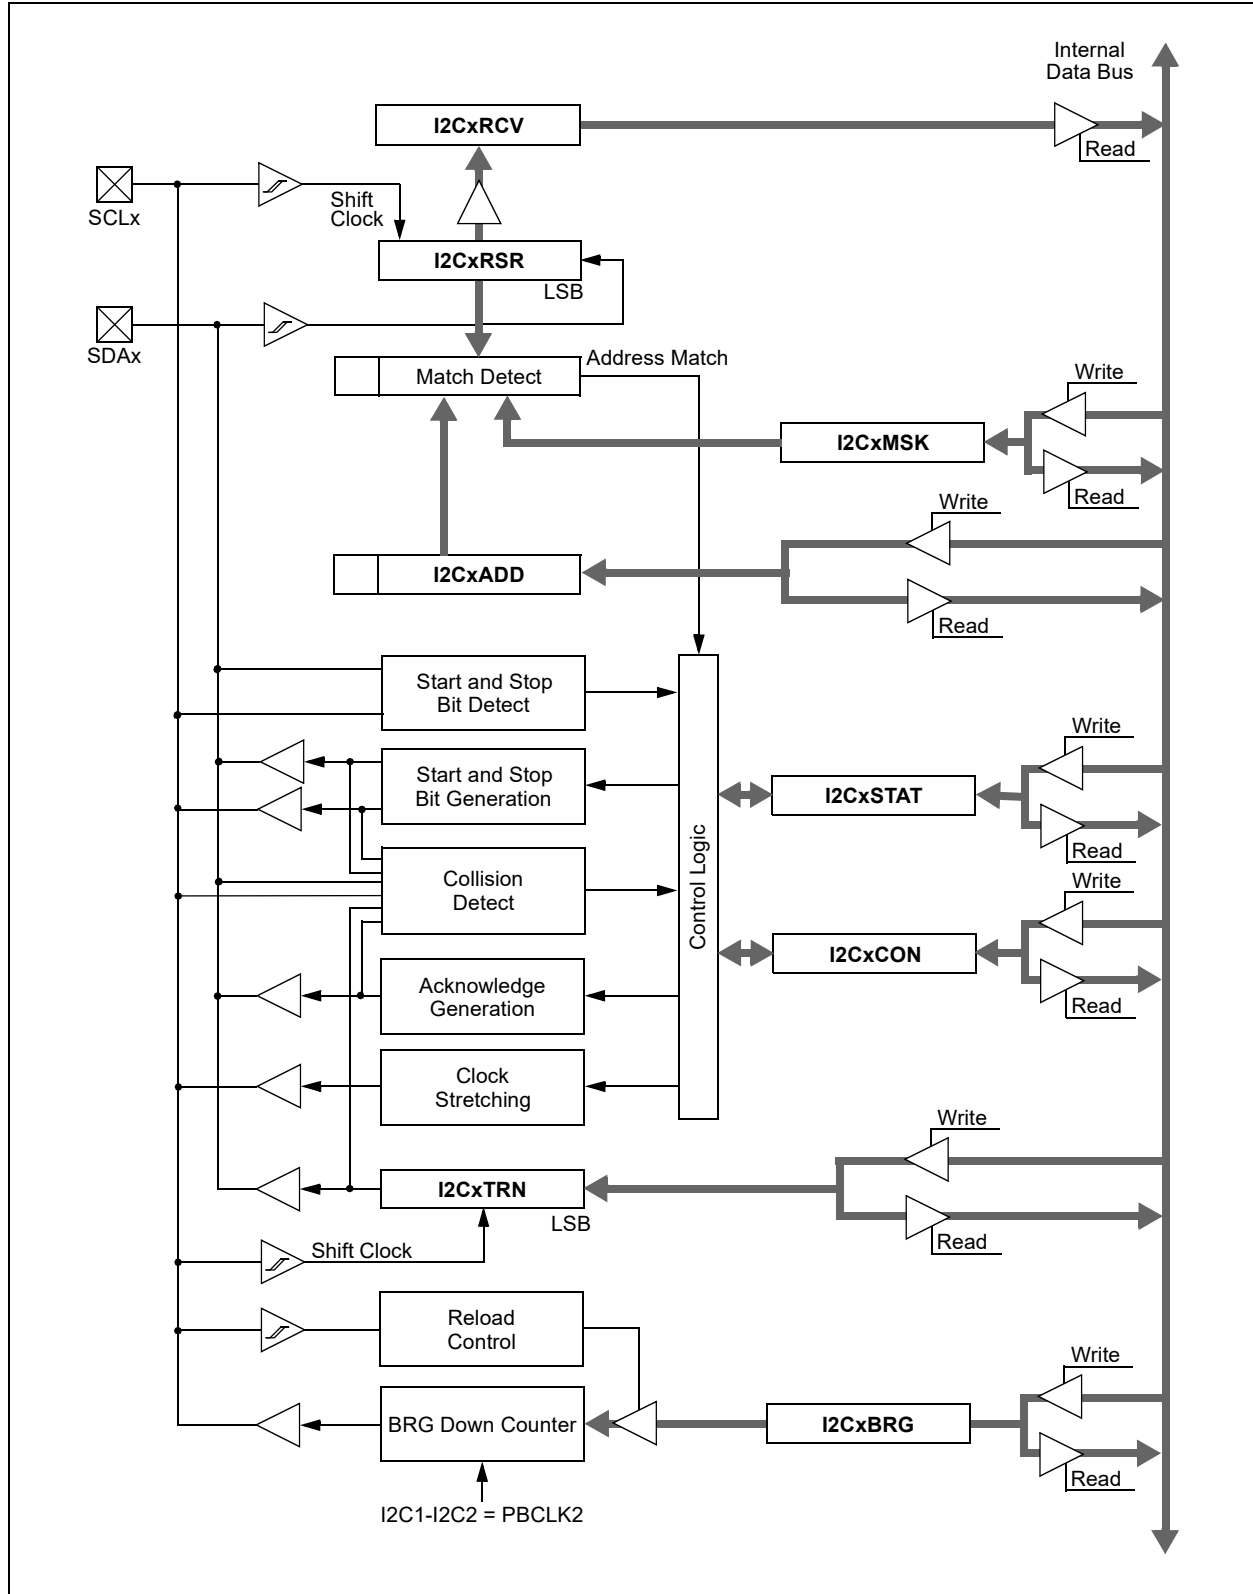 Internal
Data Bus
I2CxRCV
Read
SCLx
Shift
Clock
I2CxRSR
LSB
SDAx
Address Match
Match Detect
Write
I2CxMSK
Read
Write
I2CxADD
Read
Start and Stop
Bit Detect
Write
Start and Stop
Bit Generation
I2CxSTAT
Control Logic
Read
Collision
Detect
Write
I2CxCON
Acknowledge
Generation
Read
Clock
Stretching
Write
I2CxTRN
LSB
Read
Shift Clock
Reload
Control
Write
BRG Down Counter
I2CxBRG
Read
I2C1-I2C2 = PBCLK2